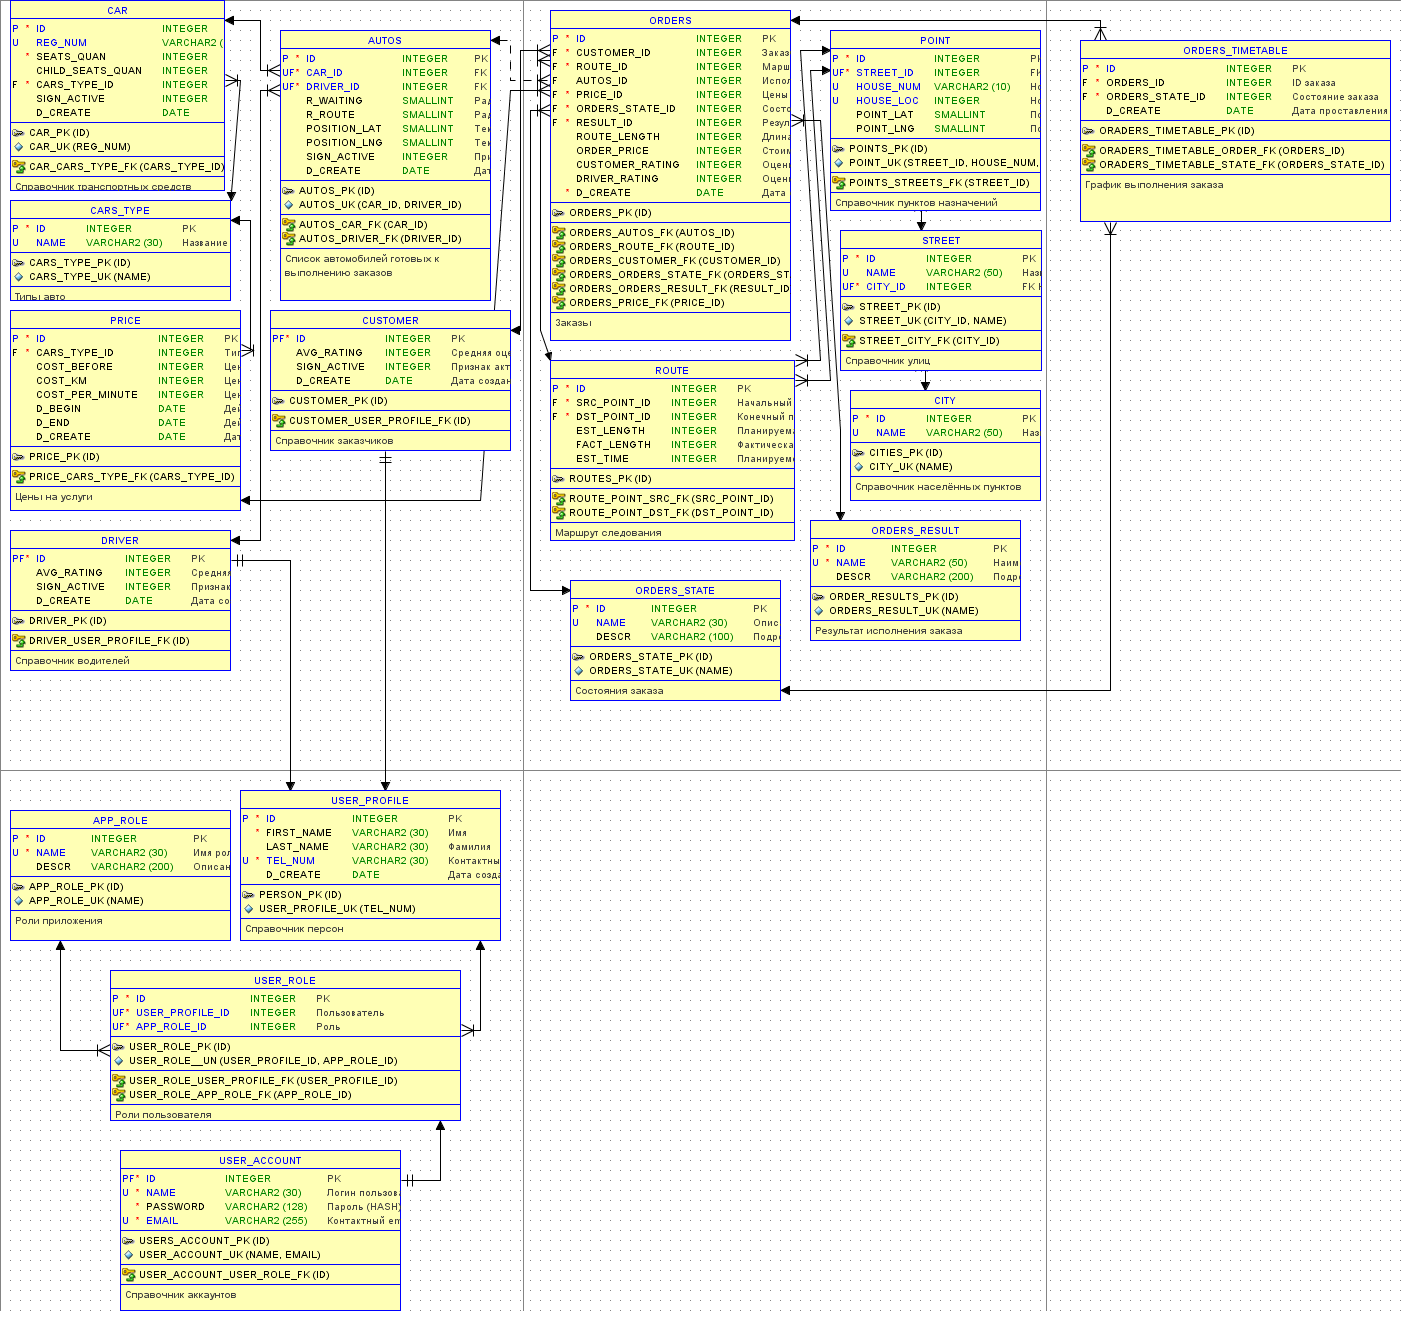 CAR
P * ID INTEGER
U REG_NUM VARCHAR2 (
* SEATS_QUAN INTEGER
CHILD_SEATS_QUAN INTEGER
F * CARS_TYPE_ID INTEGER
SIGN_ACTIVE INTEGER
D_CREATE DATE
CAR_PK (ID)
CAR_UK (REG_NUM)
CAR_CARS_TYPE_FK (CARS_TYPE_ID)
Справочник транспортных средств
CARS_TYPE
P * ID INTEGER PK
U NAME VARCHAR2 (30) Название
CARS_TYPE_PK (ID)
CARS_TYPE_UK (NAME)
Типы авто
PRICE
P * ID INTEGER PK
F * CARS_TYPE_ID INTEGER Тип
COST_BEFORE INTEGER Цен
COST_KM INTEGER Цен
COST_PER_MINUTE INTEGER Цен
D_BEGIN DATE Дей
D_END DATE Дей
D_CREATE DATE Дат
PRICE_PK (ID)
PRICE_CARS_TYPE_FK (CARS_TYPE_ID)
Цены на услуги
DRIVER
PF* ID INTEGER PK
AVG_RATING INTEGER Средняя
SIGN_ACTIVE INTEGER Признак
D_CREATE DATE Дата со
DRIVER_PK (ID)
DRIVER_USER_PROFILE_FK (ID)
Справочник водителей
AUTOS
P * ID INTEGER PK
UF* CAR_ID INTEGER FK
UF* DRIVER_ID INTEGER FK
R_WAITING SMALLINT Рад
R_ROUTE SMALLINT Рад
POSITION_LAT SMALLINT Тек
POSITION_LNG SMALLINT Тек
SIGN_ACTIVE INTEGER При
D_CREATE DATE Дат
AUTOS_PK (ID)
AUTOS_UK (CAR_ID, DRIVER_ID)
AUTOS_CAR_FK (CAR_ID)
AUTOS_DRIVER_FK (DRIVER_ID)
Список автомобилей готовых к
выполнению заказов
CUSTOMER
PF* ID INTEGER PK
AVG_RATING INTEGER Средняя оце
SIGN_ACTIVE INTEGER Признак акт
D_CREATE DATE Дата создан
CUSTOMER_PK (ID)
CUSTOMER_USER_PROFILE_FK (ID)
Справочник заказчиков
ORDERS
P * ID INTEGER PK
F * CUSTOMER_ID INTEGER Заказ
F * ROUTE_ID INTEGER Марш
F AUTOS_ID INTEGER Испол
F * PRICE_ID INTEGER Цены
F * ORDERS_STATE_ID INTEGER Состо
F * RESULT_ID INTEGER Резул
ROUTE_LENGTH INTEGER Длина
ORDER_PRICE INTEGER Стоим
CUSTOMER_RATING INTEGER Оцен
DRIVER_RATING INTEGER Оцен
* D_CREATE DATE Дата
ORDERS_PK (ID)
ORDERS_AUTOS_FK (AUTOS_ID)
ORDERS_ROUTE_FK (ROUTE_ID)
ORDERS_CUSTOMER_FK (CUSTOMER_ID)
ORDERS_ORDERS_STATE_FK (ORDERS_ST
ORDERS_ORDERS_RESULT_FK (RESULT_ID
ORDERS_PRICE_FK (PRICE_ID)
Заказы
ROUTE
P * ID INTEGER PK
F * SRC_POINT_ID INTEGER Начальный
F * DST_POINT_ID INTEGER Конечный п
EST_LENGTH INTEGER Планируем
FACT_LENGTH INTEGER Фактическа
EST_TIME INTEGER Планируем
ROUTES_PK (ID)
ROUTE_POINT_SRC_FK (SRC_POINT_ID)
ROUTE_POINT_DST_FK (DST_POINT_ID)
Маршрут следования
ORDERS_STATE
P * ID INTEGER PK
U NAME VARCHAR2 (30) Опис
DESCR VARCHAR2 (100) Подр
ORDERS_STATE_PK (ID)
ORDERS_STATE_UK (NAME)
Состояния заказа
POINT
P * ID INTEGER PK
UF* STREET_ID INTEGER FK
U HOUSE_NUM VARCHAR2 (10) Но
U HOUSE_LOC INTEGER Но
POINT_LAT SMALLINT По
POINT_LNG SMALLINT По
POINTS_PK (ID)
POINT_UK (STREET_ID, HOUSE_NUM,
POINTS_STREETS_FK (STREET_ID)
Справочник пунктов назначений
STREET
P * ID INTEGER PK
U NAME VARCHAR2 (50) Наз
UF* CITY_ID INTEGER FK
STREET_PK (ID)
STREET_UK (CITY_ID, NAME)
STREET_CITY_FK (CITY_ID)
Справочник улиц
CITY
P * ID INTEGER PK
U NAME VARCHAR2 (50) Наз
CITIES_PK (ID)
CITY_UK (NAME)
Справочник населённых пунктов
ORDERS_RESULT
P * ID INTEGER PK
U * NAME VARCHAR2 (50) Наим
DESCR VARCHAR2 (200) Подр
ORDER_RESULTS_PK (ID)
ORDERS_RESULT_UK (NAME)
Результат исполнения заказа
ORDERS_TIMETABLE
P * ID INTEGER PK
F * ORDERS_ID INTEGER ID заказа
F * ORDERS_STATE_ID INTEGER Состояние заказа
D_CREATE DATE Дата проставления
ORADERS_TIMETABLE_PK (ID)
ORADERS_TIMETABLE_ORDER_FK (ORDERS_ID)
ORADERS_TIMETABLE_STATE_FK (ORDERS_STATE_ID)
График выполнения заказа
APP_ROLE
P * ID INTEGER PK
U * NAME VARCHAR2 (30) Имя рол
DESCR VARCHAR2 (200) Описан
APP_ROLE_PK (ID)
APP_ROLE_UK (NAME)
Роли приложения
USER_PROFILE
P * ID INTEGER PK
* FIRST_NAME VARCHAR2 (30) Имя
LAST_NAME VARCHAR2 (30) Фамилия
U * TEL_NUM VARCHAR2 (30) Контактны
D_CREATE DATE Дата созда
PERSON_PK (ID)
USER_PROFILE_UK (TEL_NUM)
Справочник персон
USER_ROLE
P * ID INTEGER PK
UF* USER_PROFILE_ID INTEGER Пользователь
UF* APP_ROLE_ID INTEGER Роль
USER_ROLE_PK (ID)
USER_ROLE__UN (USER_PROFILE_ID, APP_ROLE_ID)
USER_ROLE_USER_PROFILE_FK (USER_PROFILE_ID)
USER_ROLE_APP_ROLE_FK (APP_ROLE_ID)
Роли пользователя
USER_ACCOUNT
PF* ID INTEGER PK
U * NAME VARCHAR2 (30) Логин пользов
* PASSWORD VARCHAR2 (128) Пароль (HASH)
U * EMAIL VARCHAR2 (255) Контактный em
USERS_ACCOUNT_PK (ID)
USER_ACCOUNT_UK (NAME, EMAIL)
USER_ACCOUNT_USER_ROLE_FK (ID)
Справочник аккаунтов